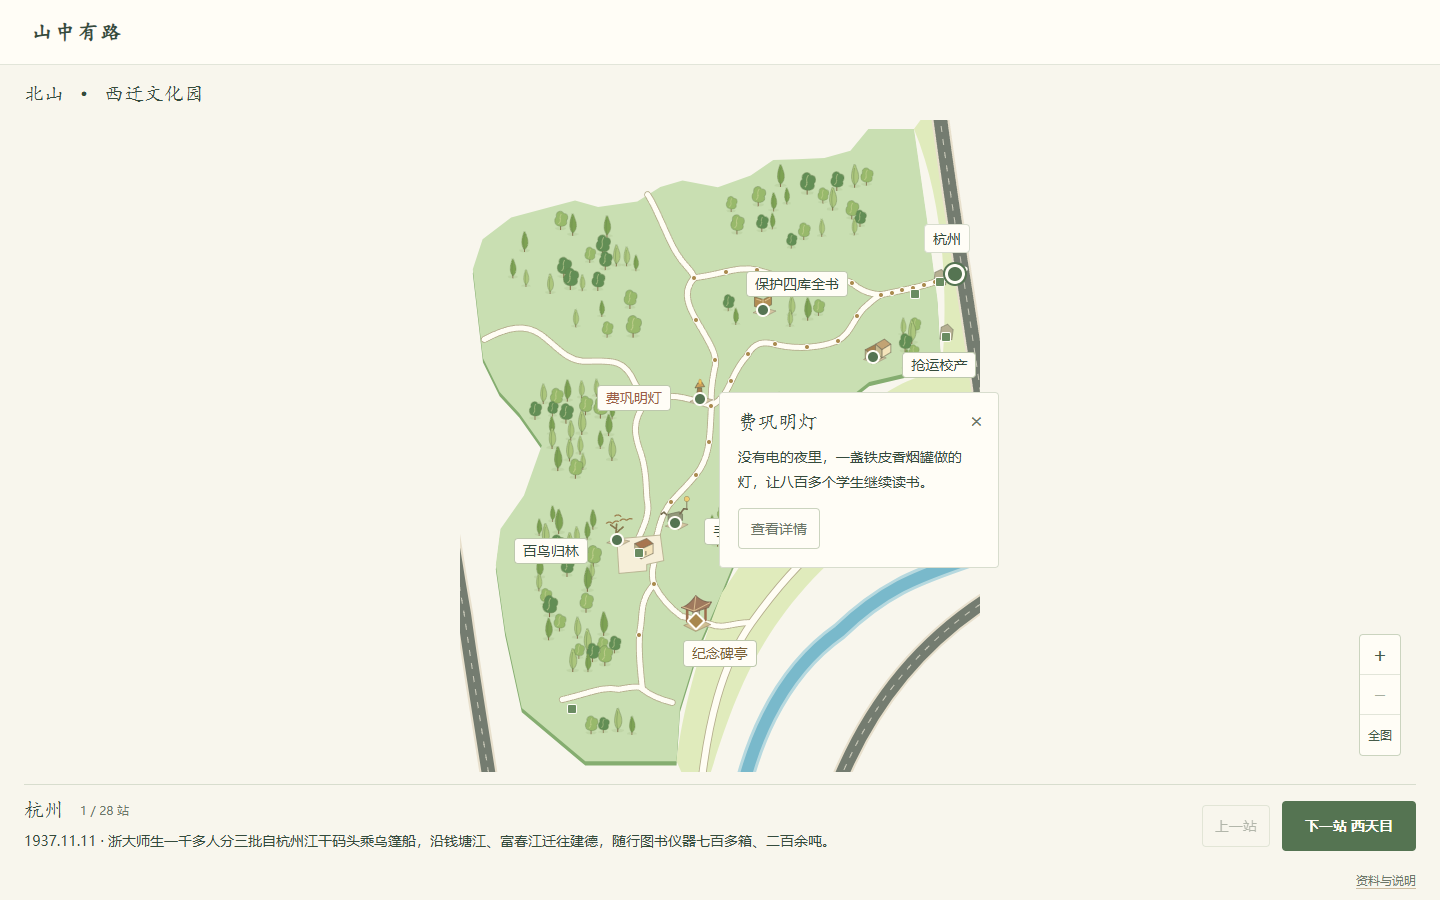 山中有路
北山 • 西迁文化园
杭州
保护四库全书
抢运校产
费巩明灯
费巩明灯
没有电的夜里，一盏铁皮香烟罐做的
灯，让八百多个学生继续读书。
查看详情
百鸟归林
纪念碑亭
+
−
全图
杭州 1 / 28 站
1937.11.11 · 浙大师生一千多人分三批自杭州江干码头乘乌篷船，沿钱塘江、富春江迁往建德，随行图书仪器七百多箱、二百余吨。
上一站
下一站 西天目
资料与说明